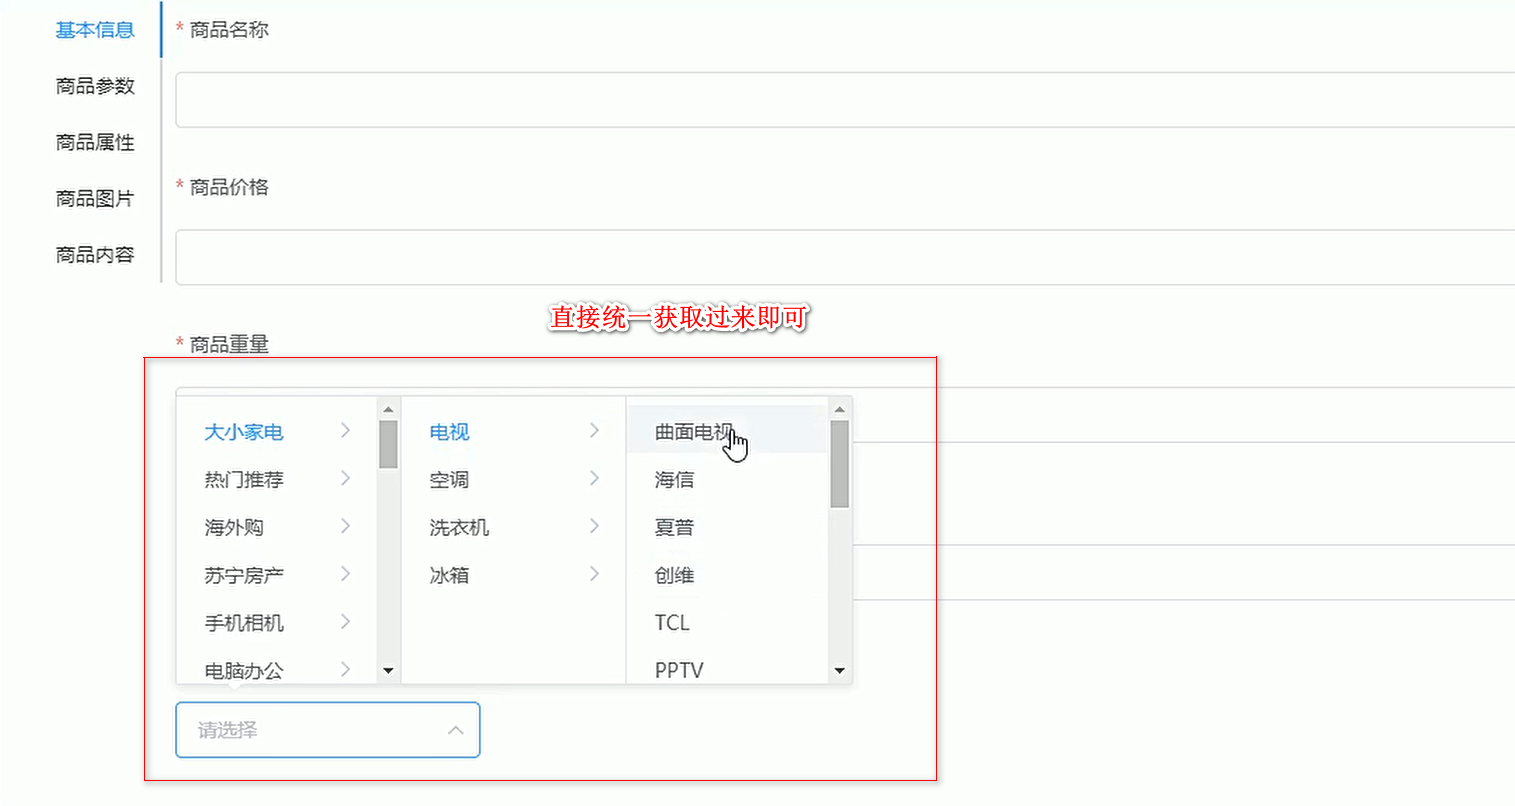 基本信息
商品参数
商品属性
商品图片
商品内容
* 商品名称
* 商品价格
直接统一获取过来即可
* 商品重量
大小家电
热门推荐
海外购
苏宁房产
手机相机
电脑办公
电视
空调
洗衣机
冰箱
曲面电视
海信
夏普
创维
TCL
PPTV
请选择